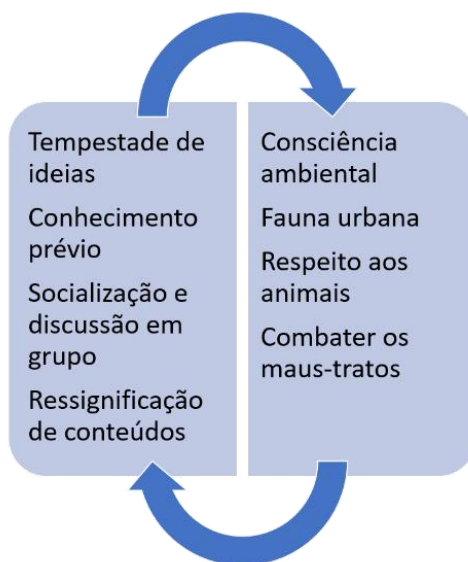 Tempestade de
ideias
Conhecimento
prévio
Socialização e
discussão em
grupo
Ressignificação
de conteúdos
Consciência
ambiental
Fauna urbana
Respeito aos
animais
Combater os
maus-tratos